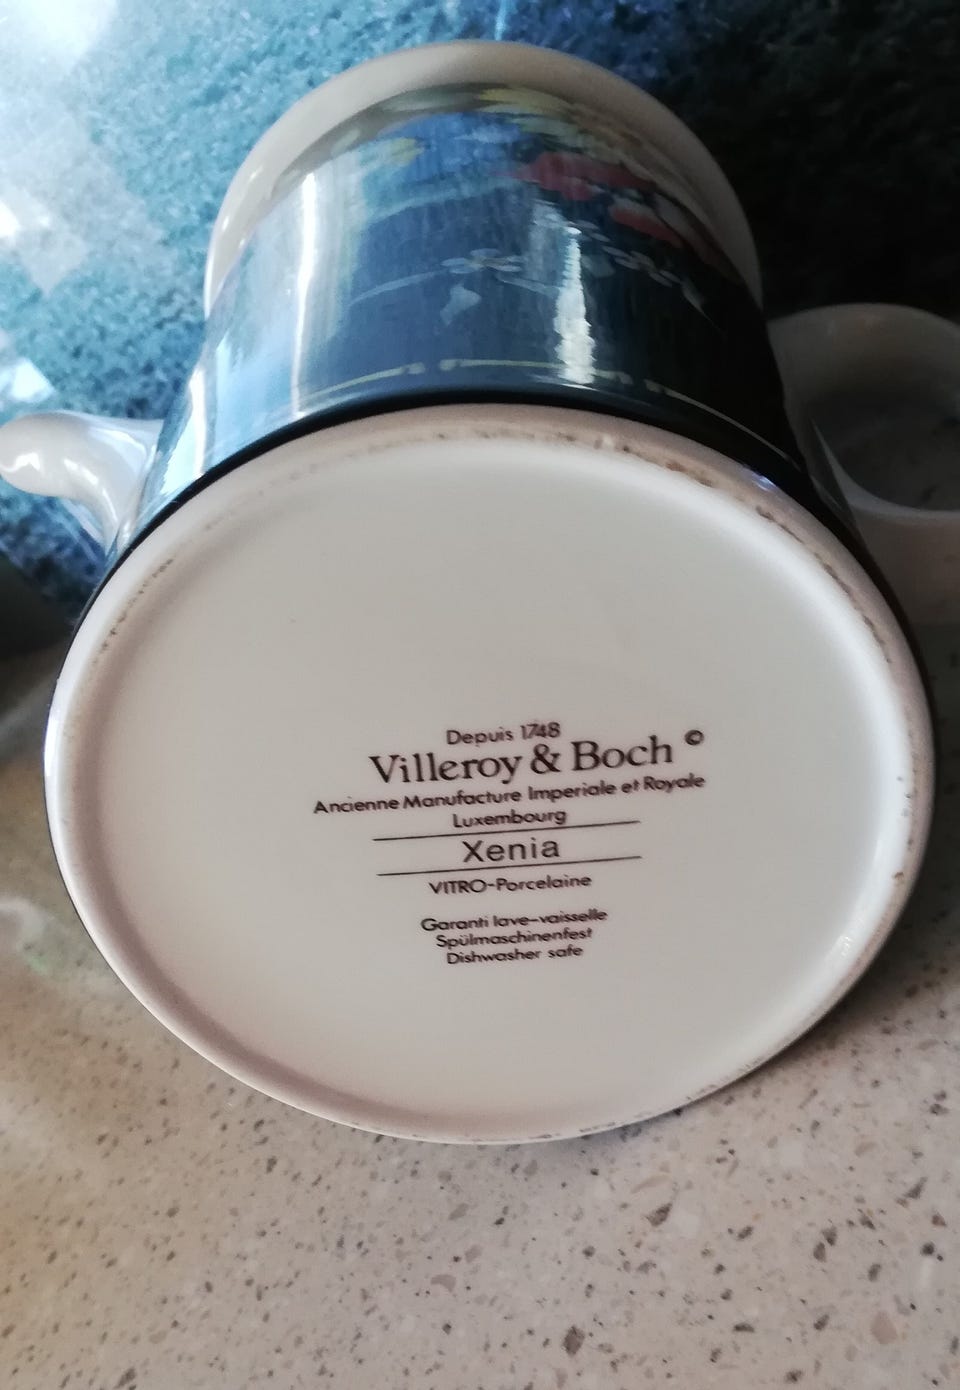 Depuis 1748
Villeroy & Boch ©
Ancienne Manufacture Imperiale et Royale
Luxembourg
Xenia
VITRO-Porcelaine
Garanti lave-vaisselle
Spülmaschinenfest
Dishwasher safe